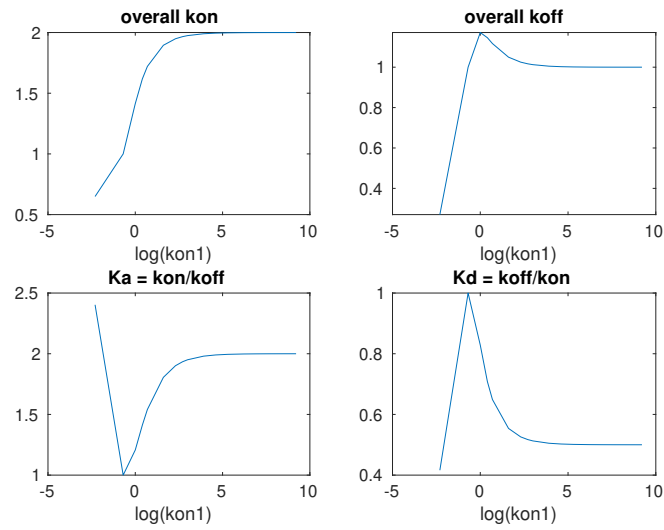 overall kon
2
1.5
1
0.5
-5 0 5 10
log(kon1)
overall koff
1
0.8
0.6
0.4
-5 0 5 10
log(kon1)
Ka = kon/koff
2.5
2
1.5
1
-5 0 5 10
log(kon1)
Kd = koff/kon
1
0.8
0.6
0.4
-5 0 5 10
log(kon1)